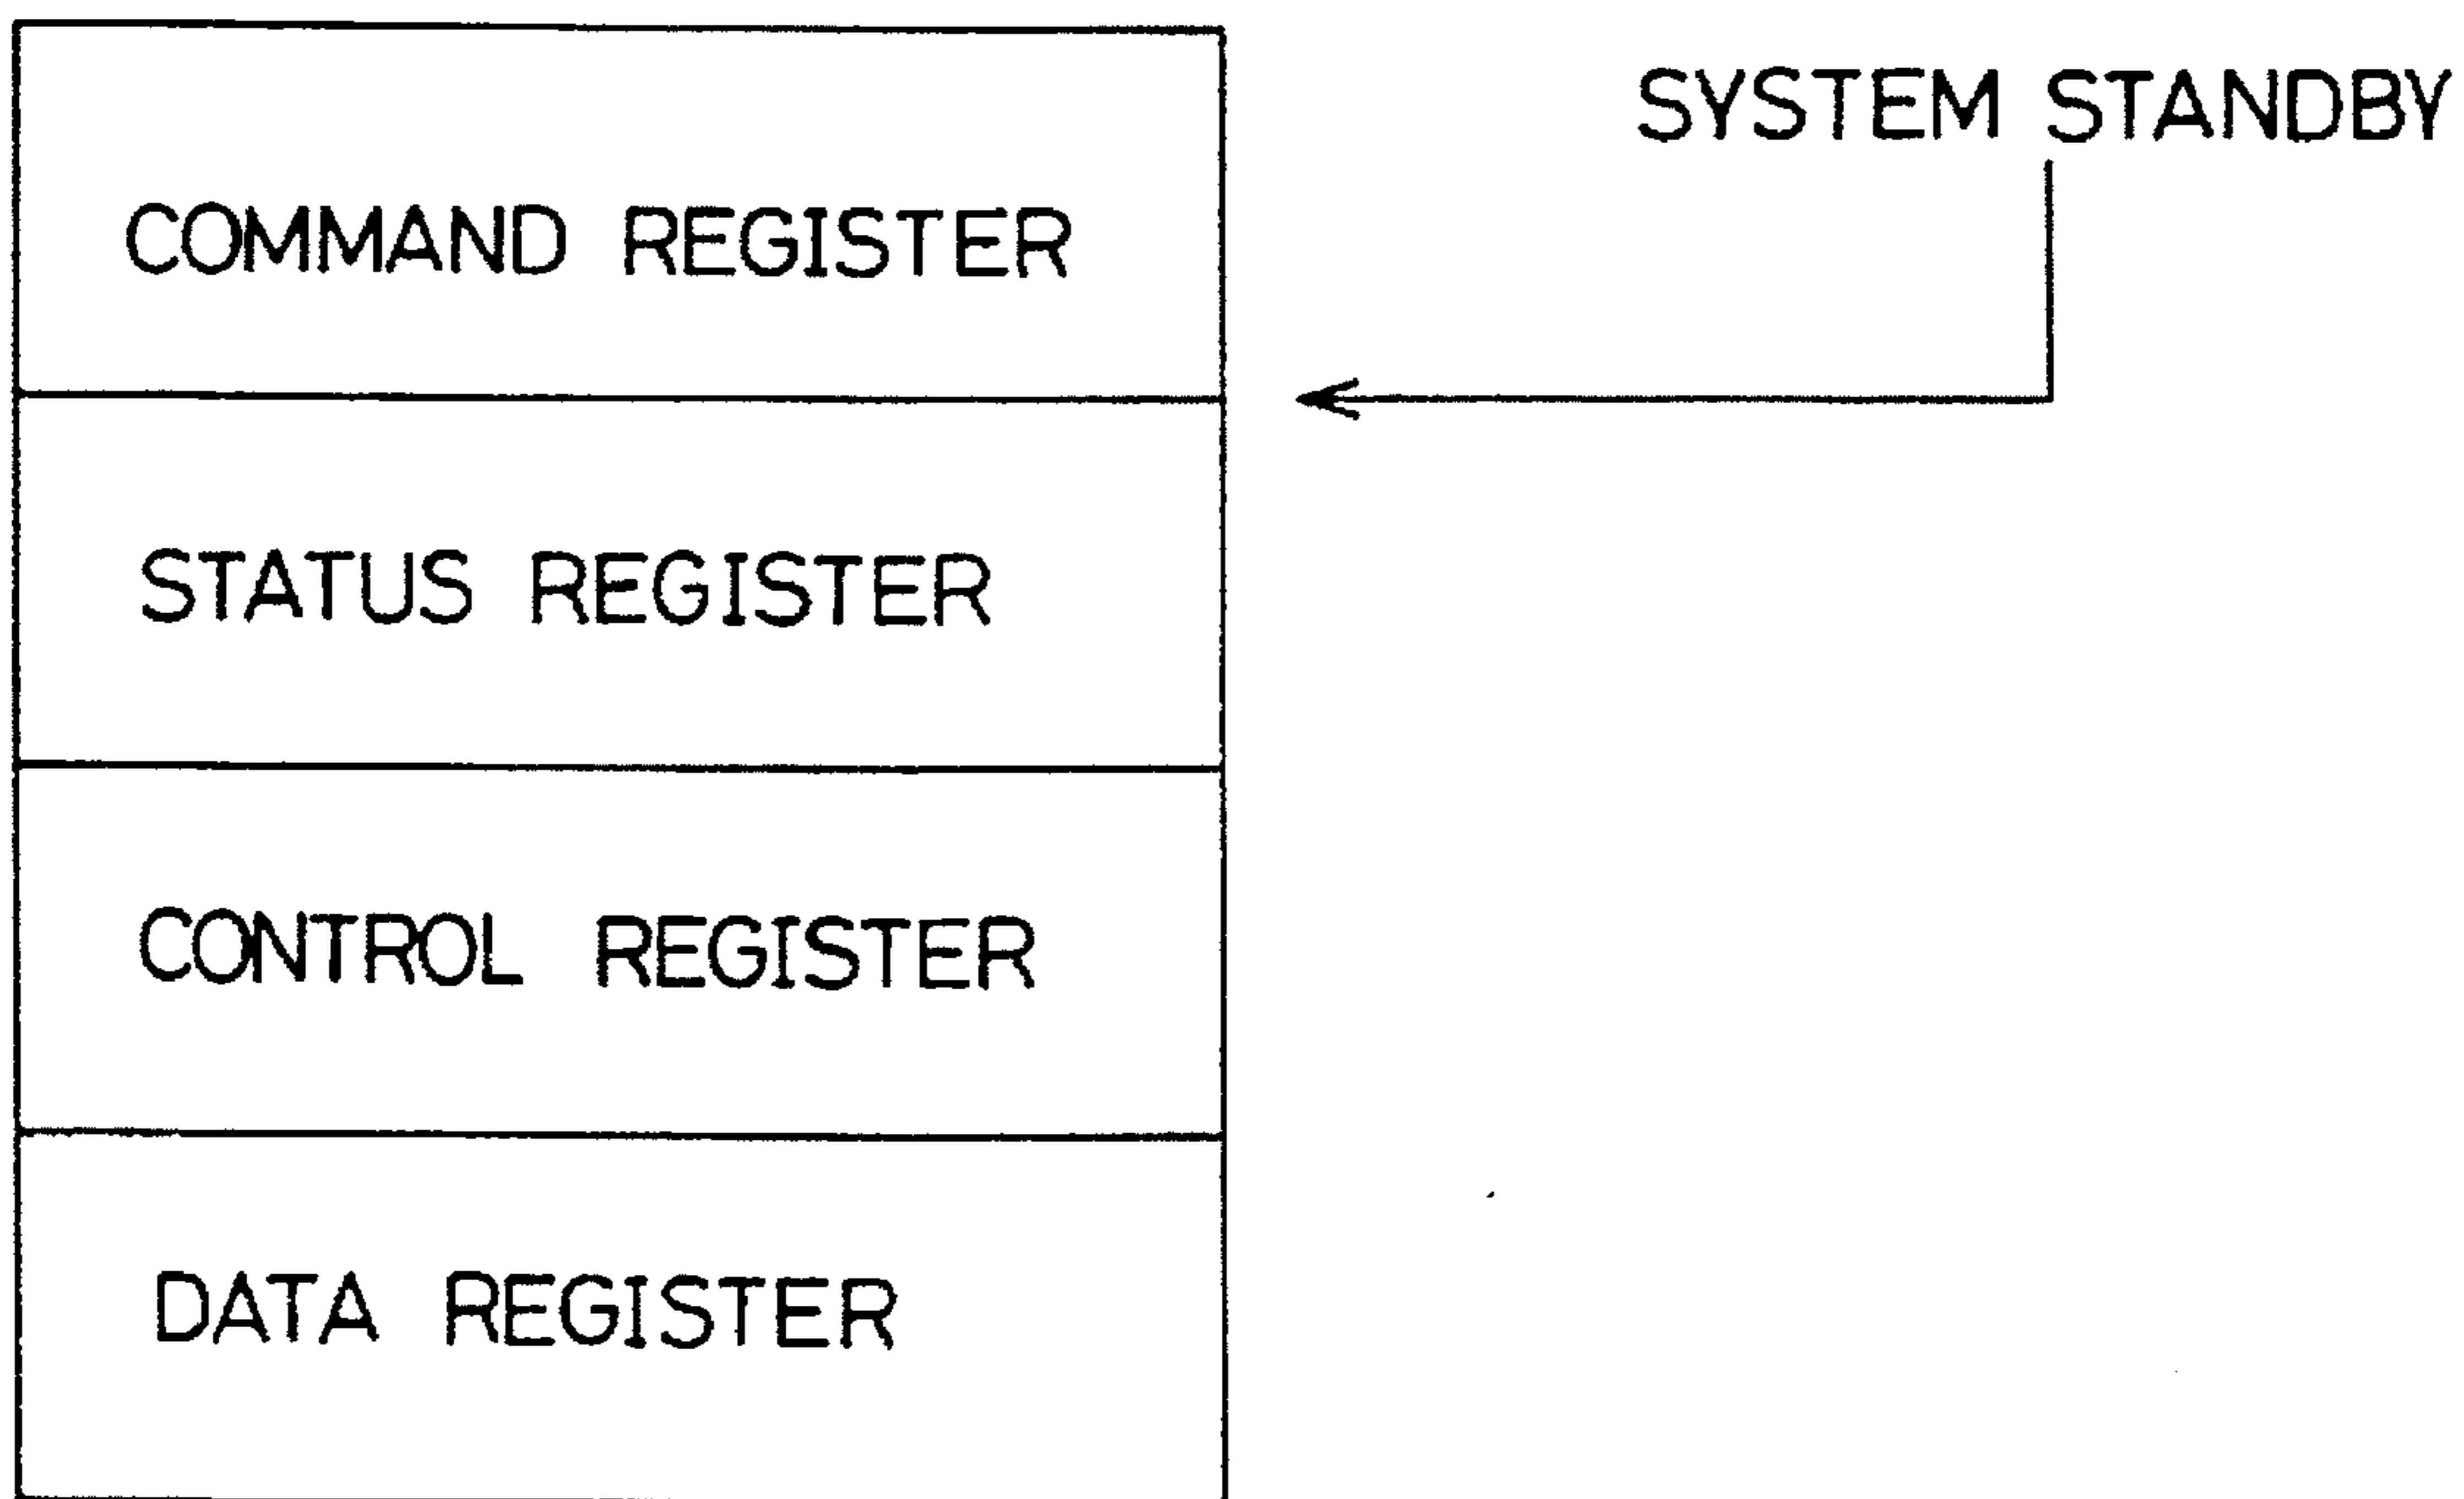 SYSTEM STANDBY
COMMAND REGISTER
STATUS REGISTER
CONTROL REGISTER
DATA REGISTER